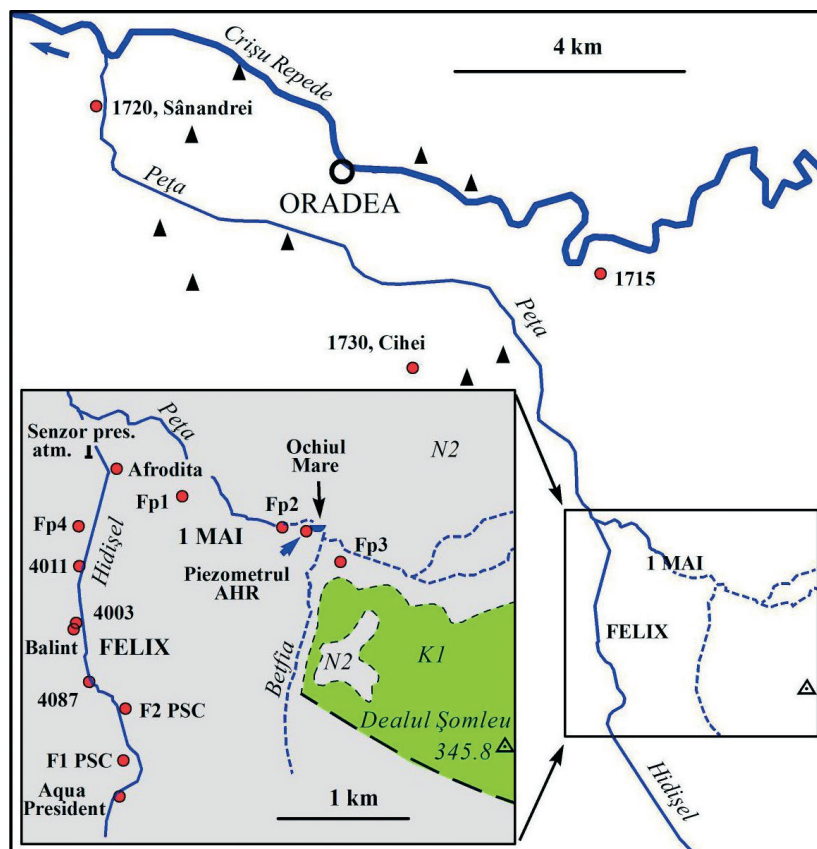 Crişu Repede
4 km
1720, Sânandrei
Peţa
ORADEA
1715
Peţa
1730, Cihei
Peţa
Senzor pres.
atm.
Afrodita
Ochiul
Mare
N2
Fp1
Fp2
Fp4
1 MAI
Fp3
Hidişel
4011
Piezometrul
AHR
1 MAI
4003
Balint
FELIX
N2
K1
FELIX
Betfia
4087
F2 PSC
Dealul Şomleu
345.8
F1 PSC
Aqua
President
1 km
Hidişel